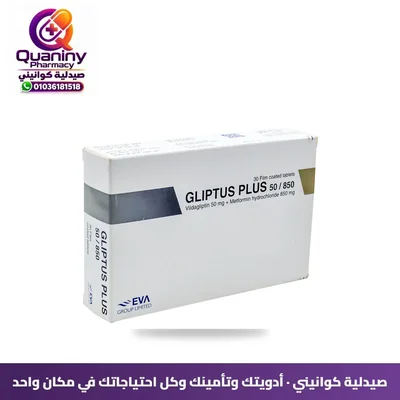 Quaniny
Pharmacy
صيدلية كوانيني
01036181518
30 Film coated tablets
GLIPTUS PLUS 50 / 850
Vildagliptin 50 mg + Metformin hydrochloride 850 mg
GLIPTUS PLUS
50 / 850
EVA
GROUP LIMITED
صيدلية كوانيني - أدويتك وتأمينك وكل احتياجاتك في مكان واحد